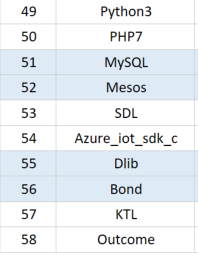 49 Python3
50 PHP7
51 MySQL
52 Mesos
53 SDL
54 Azure_iot_sdk_c
55 Dlib
56 Bond
57 KTL
58 Outcome